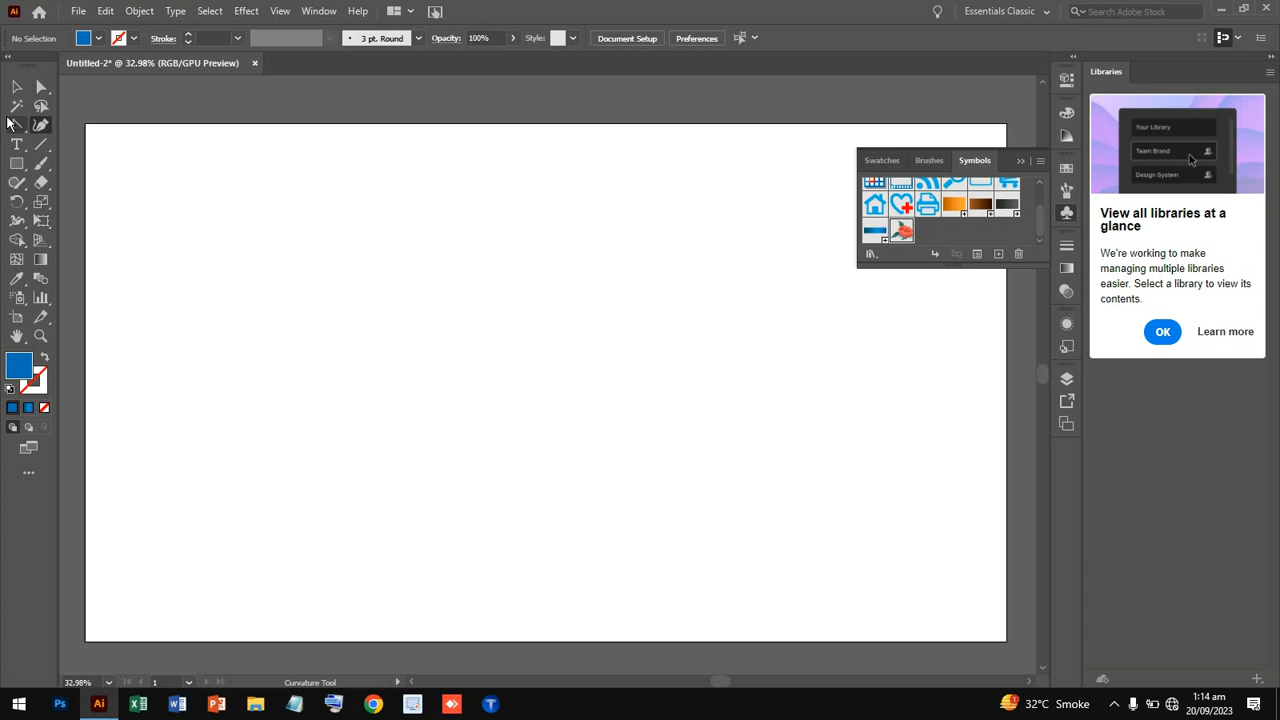 Ai File Edit Object Type Select Effect View Window Help Essentials Classic Search Adobe Stock
No Selection Stroke: 3 pt. Round Opacity: 100% Style: Document Setup Preferences
Untitled-2* @ 32.98% (RGB/GPU Preview)
Libraries
Your Library
Team Brand
Design System
Swatches Brushes Symbols
View all libraries at a
glance
We're working to make
managing multiple libraries
easier. Select a library to view its
contents.
OK Learn more
32.98% 1 Curvature Tool
Ps Ai 32°C Smoke
1:14 am
20/09/2023